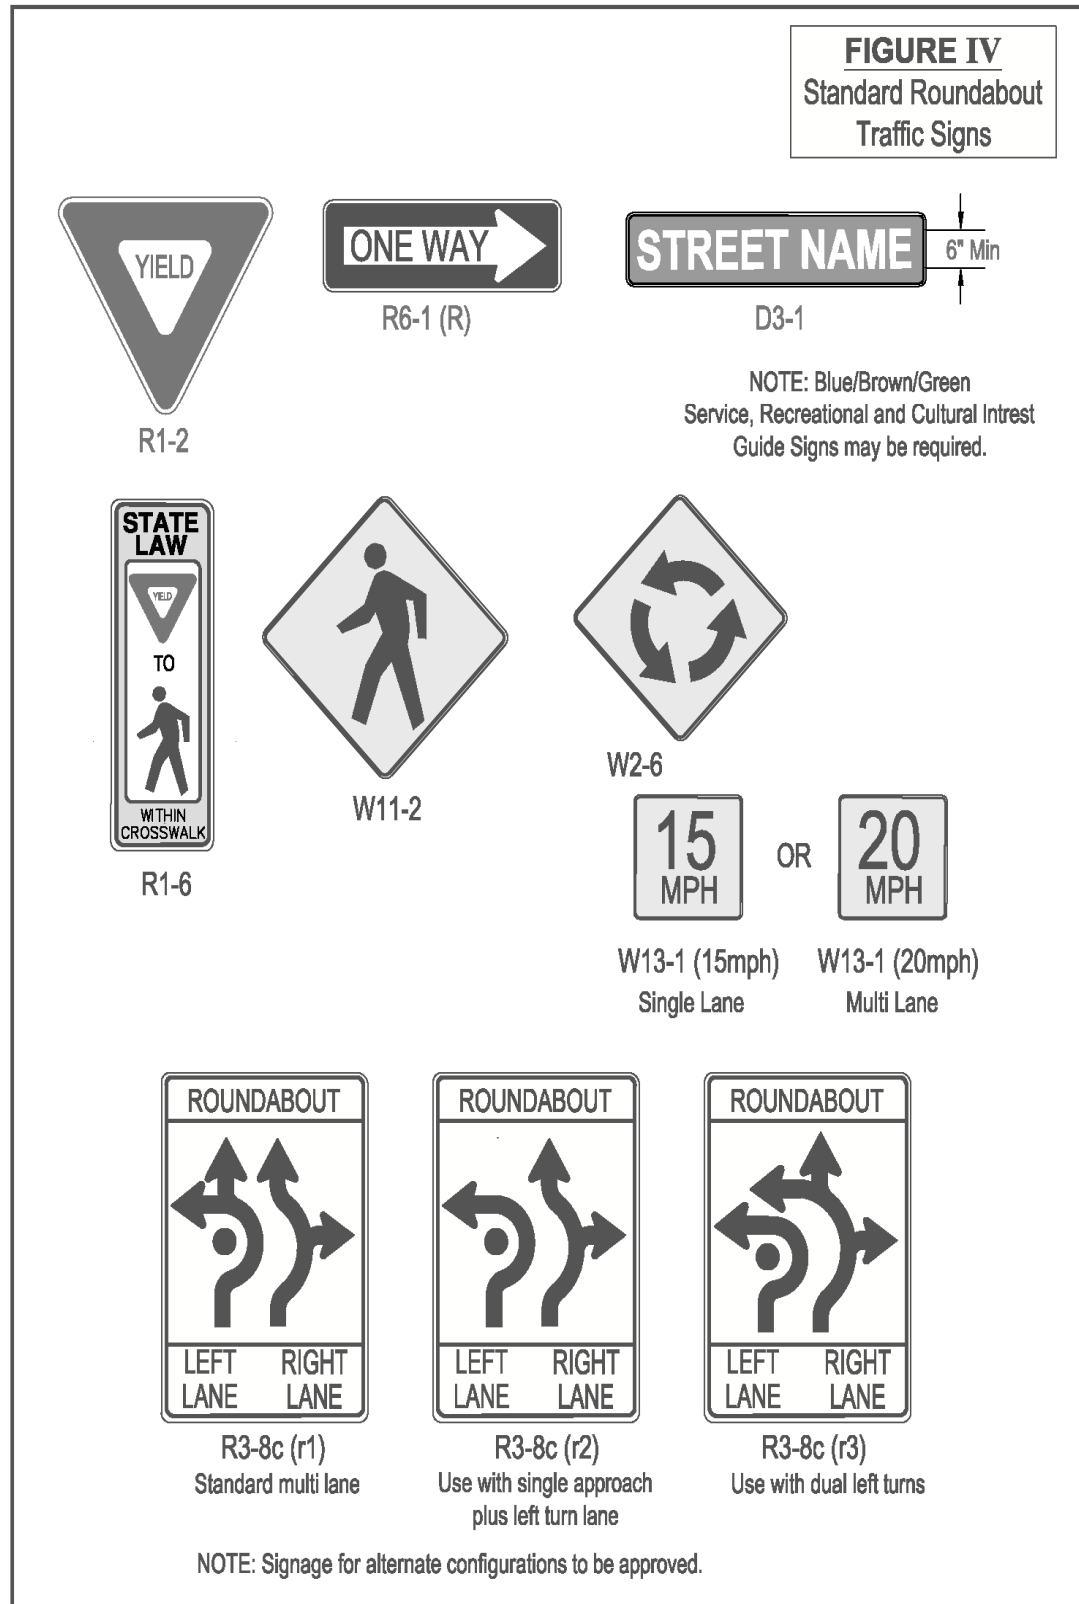 FIGURE IV
Standard Roundabout
Traffic Signs
YIELD
R1-2
ONE WAY
R6-1 (R)
STREET NAME
6" Min
D3-1
NOTE: Blue/Brown/Green
Service, Recreational and Cultural Intrest
Guide Signs may be required.
STATE
LAW
YIELD
TO
WITHIN
CROSSWALK
R1-6
W11-2
W2-6
15
MPH
OR
20
MPH
W13-1 (15mph)
Single Lane
W13-1 (20mph)
Multi Lane
ROUNDABOUT
LEFT
LANE
RIGHT
LANE
R3-8c (r1)
Standard multi lane
ROUNDABOUT
LEFT
LANE
RIGHT
LANE
R3-8c (r2)
Use with single approach
plus left turn lane
ROUNDABOUT
LEFT
LANE
RIGHT
LANE
R3-8c (r3)
Use with dual left turns
NOTE: Signage for alternate configurations to be approved.